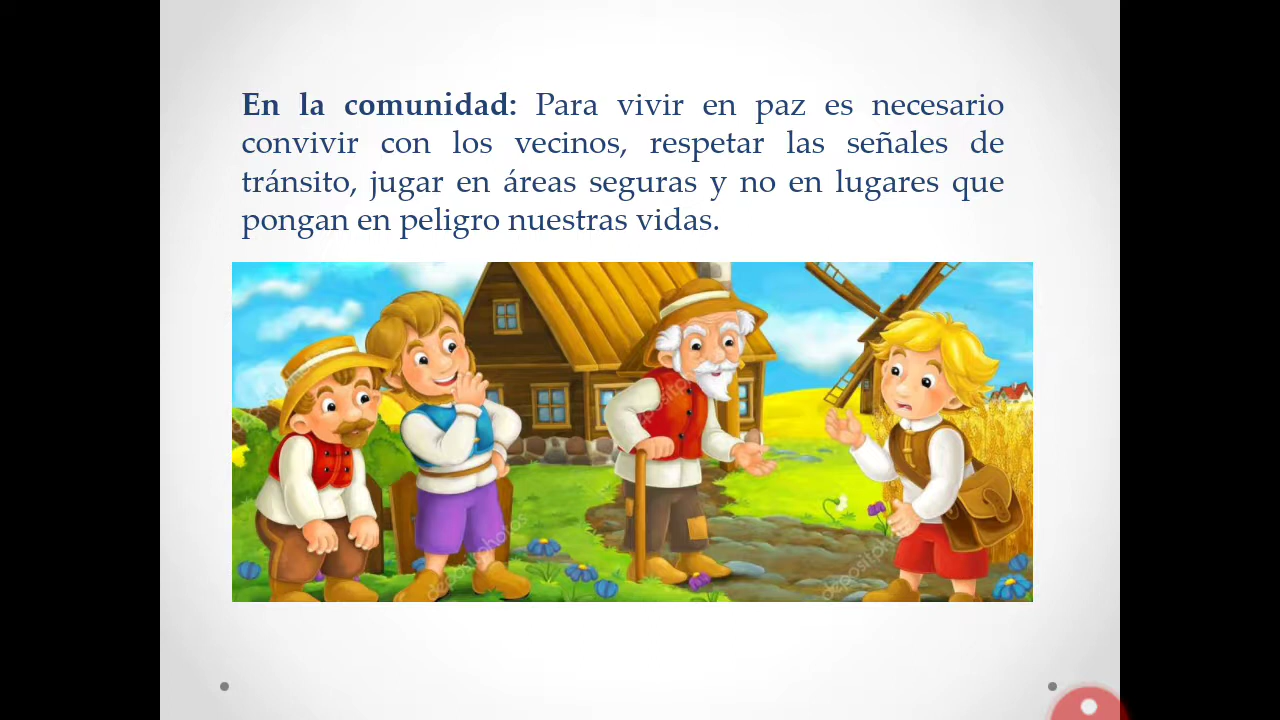 En la comunidad: Para vivir en paz es necesario
convivir con los vecinos, respetar las señales de
tránsito, jugar en áreas seguras y no en lugares que
pongan en peligro nuestras vidas.
depositphotos